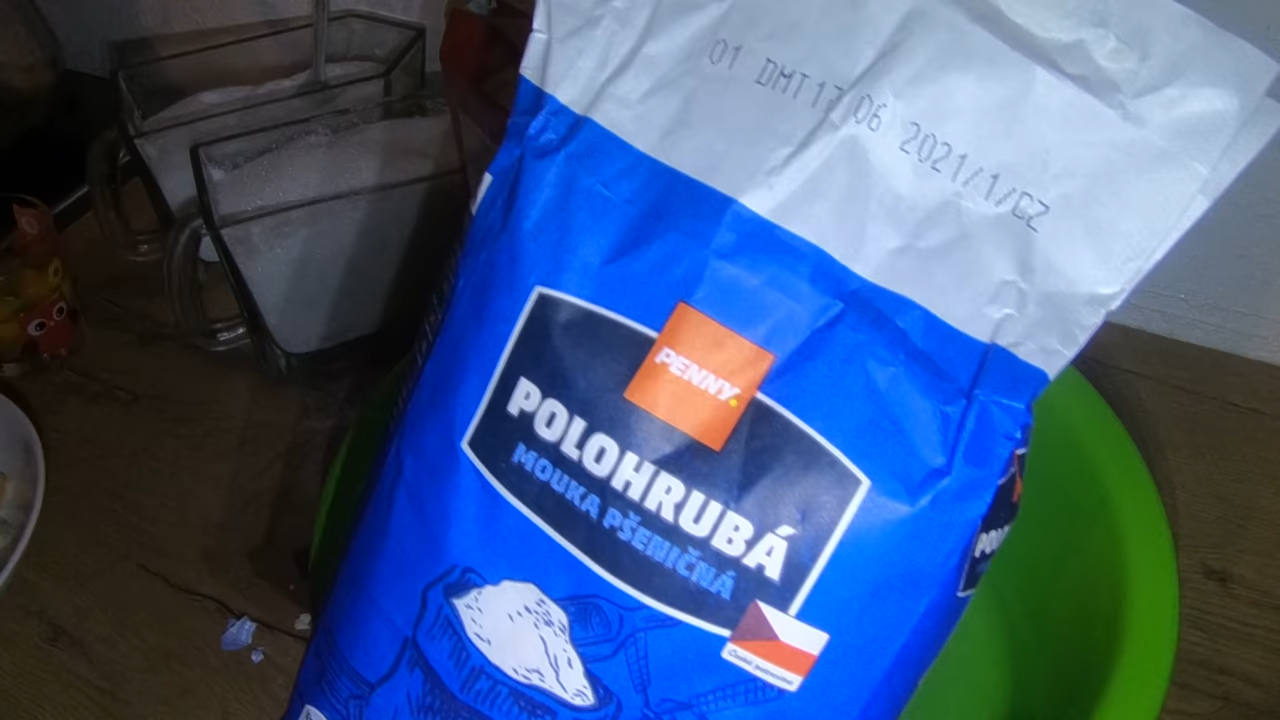 01 DMT17 06 2021/1/CZ
PENNY.
POLOHRUBÁ
MOUKA PŠENIČNÁ